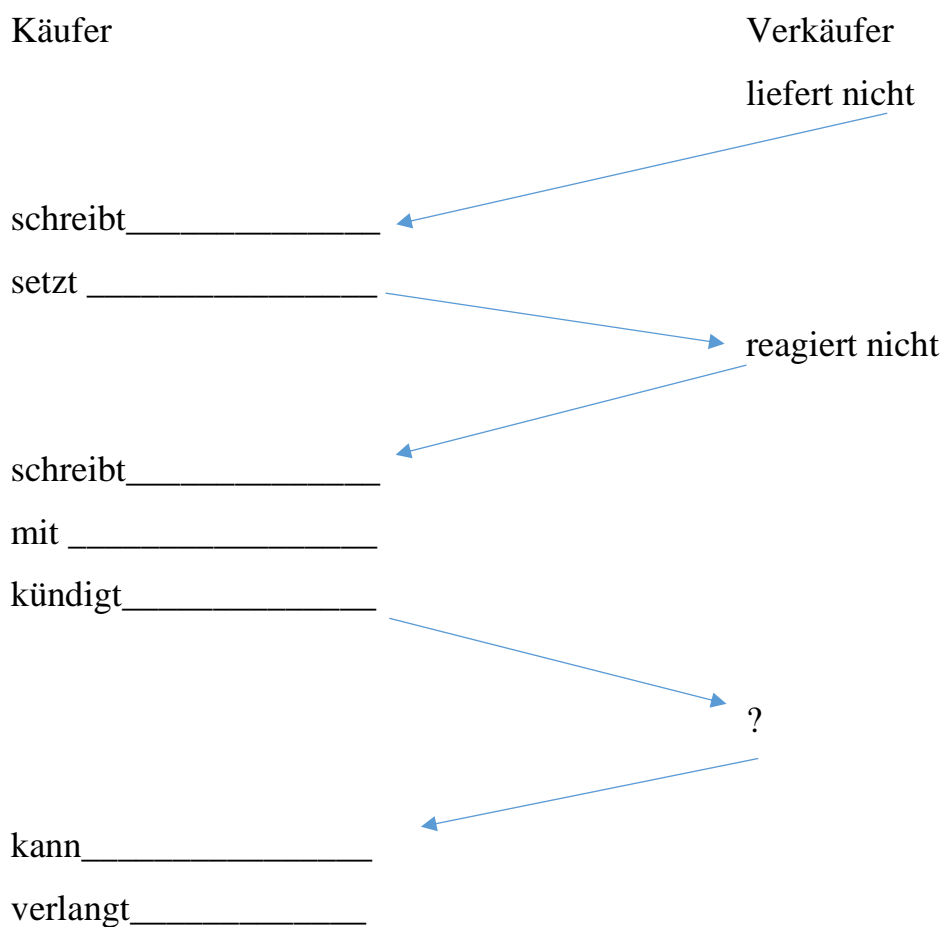 Käufer Verkäufer
liefert nicht
schreibt______________
setzt ________________
reagiert nicht
schreibt______________
mit _________________
kündigt______________
?
kann________________
verlangt_____________